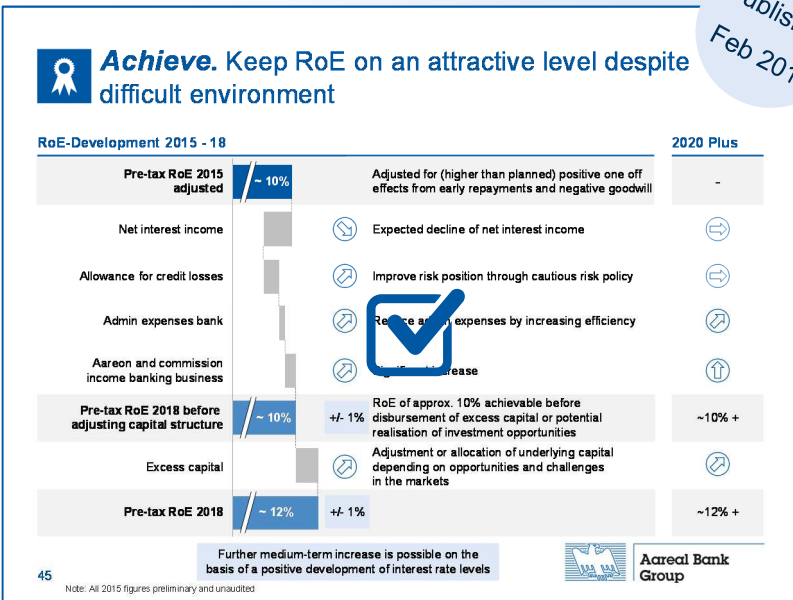 Feb 201
Achieve. Keep RoE on an attractive level despite
difficult environment
RoE-Development 2015 - 18
2020 Plus
Pre-tax RoE 2015
adjusted
~ 10%
Adjusted for (higher than planned) positive one off
effects from early repayments and negative goodwill
-
Net interest income
Expected decline of net interest income
Allowance for credit losses
Improve risk position through cautious risk policy
Admin expenses bank
expenses by increasing efficiency
Aareon and commission
income banking business
Pre-tax RoE 2018 before
adjusting capital structure
~ 10%
+/- 1%
RoE of approx. 10% achievable before
disbursement of excess capital or potential
realisation of investment opportunities
~10% +
Excess capital
Adjustment or allocation of underlying capital
depending on opportunities and challenges
in the markets
Pre-tax RoE 2018
~ 12%
+/- 1%
~12% +
Further medium-term increase is possible on the
basis of a positive development of interest rate levels
Aareal Bank
Group
45
Note: All 2015 figures preliminary and unaudited